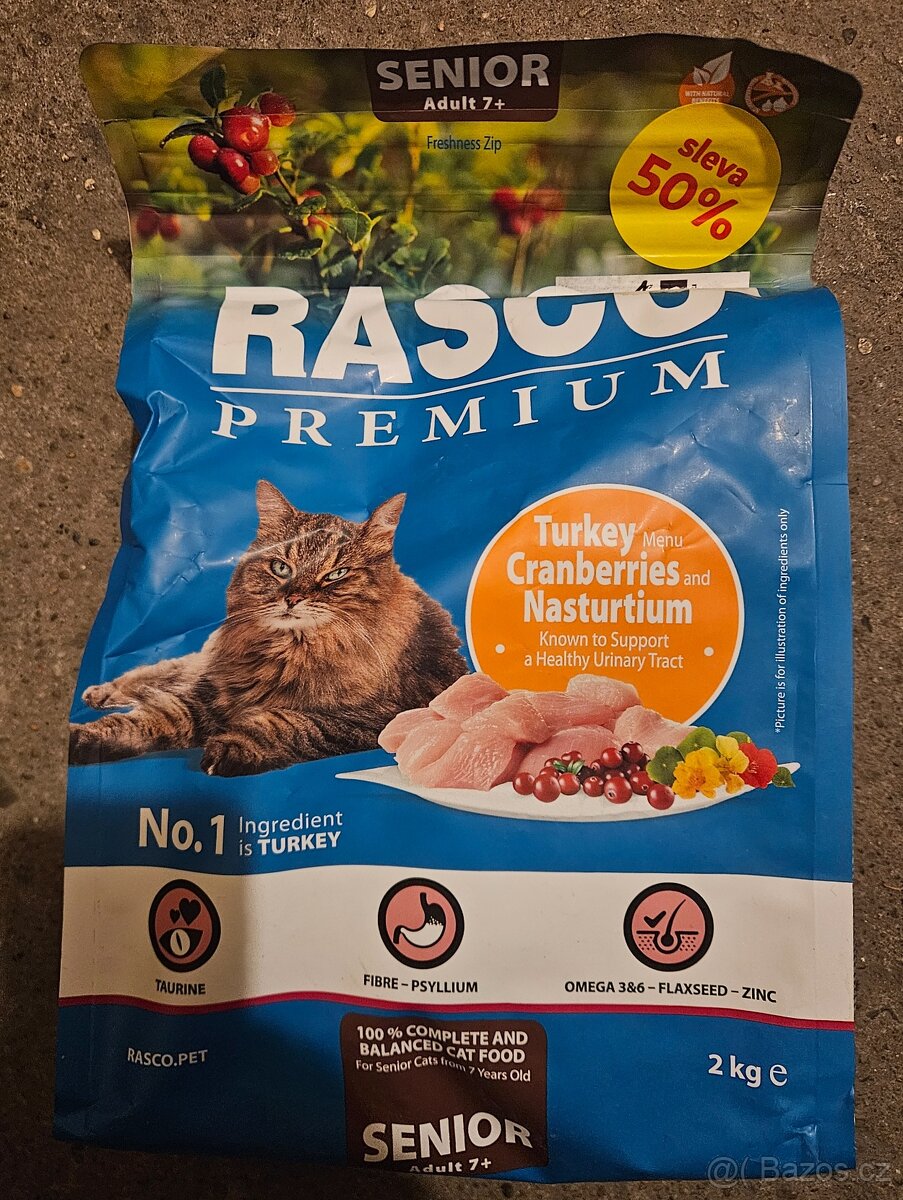 SENIOR
Adult 7+
Freshness Zip
WITH NATURAL
BENEFITS
sleva
50%
RASCO
PREMIUM
Turkey Menu
Cranberries and
Nasturtium
Known to Support
a Healthy Urinary Tract
*Picture is for illustration of ingredients only
No.1 Ingredient
is TURKEY
TAURINE
FIBRE – PSYLLIUM
OMEGA 3&6 – FLAXSEED – ZINC
RASCO.PET
100 % COMPLETE AND
BALANCED CAT FOOD
For Senior Cats from 7 Years Old
2 kg e
SENIOR
Adult 7+
@( Bazos.cz